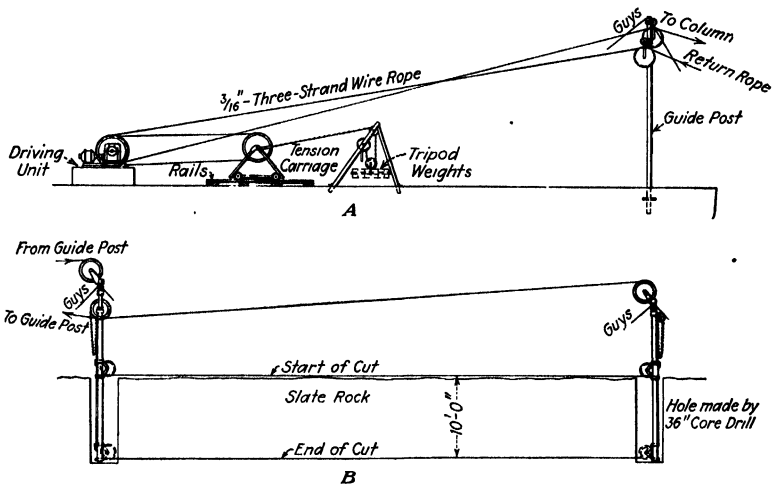 Guys
To Column
Return Rope
3/16"-Three-Strand Wire Rope
Guide Post
Driving
Unit
Rails
Tension
Carriage
Tripod
Weights
A
From Guide Post
Guys
To Guide Post
Guys
Start of Cut
Slate Rock
10'-0"
Hole made by
36" Core Drill
End of Cut
B